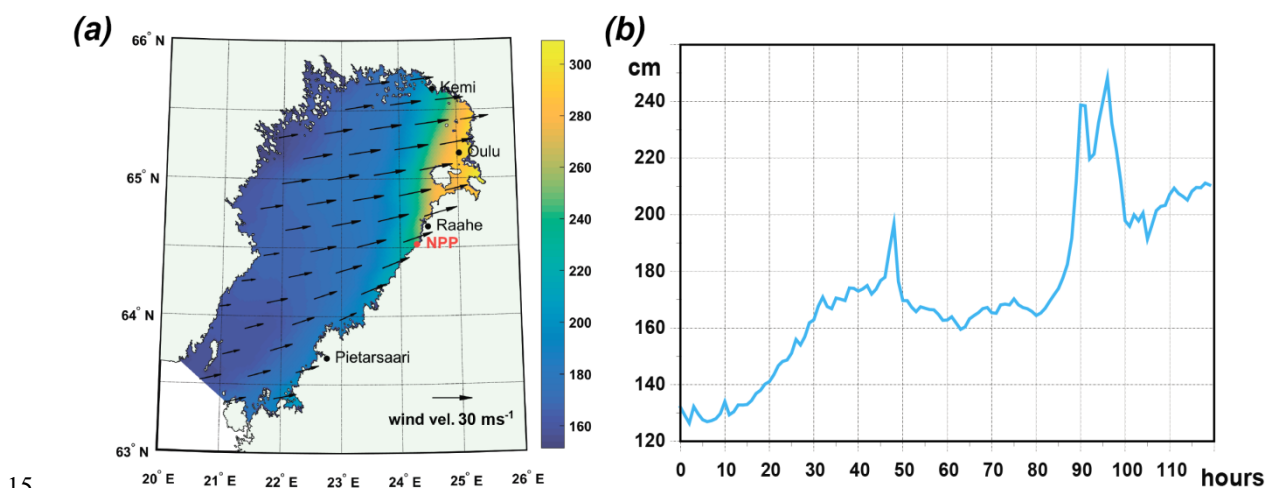 (a)
66° N
65° N
64° N
63° N
20° E 21° E 22° E 23° E 24° E 25° E 26° E
Kemi
Oulu
Raahe
NPP
Pietarsaari
wind vel. 30 ms⁻¹
300
280
260
240
220
200
180
160
(b)
cm
240
220
200
180
160
140
120
0 10 20 30 40 50 60 70 80 90 100 110 hours
15